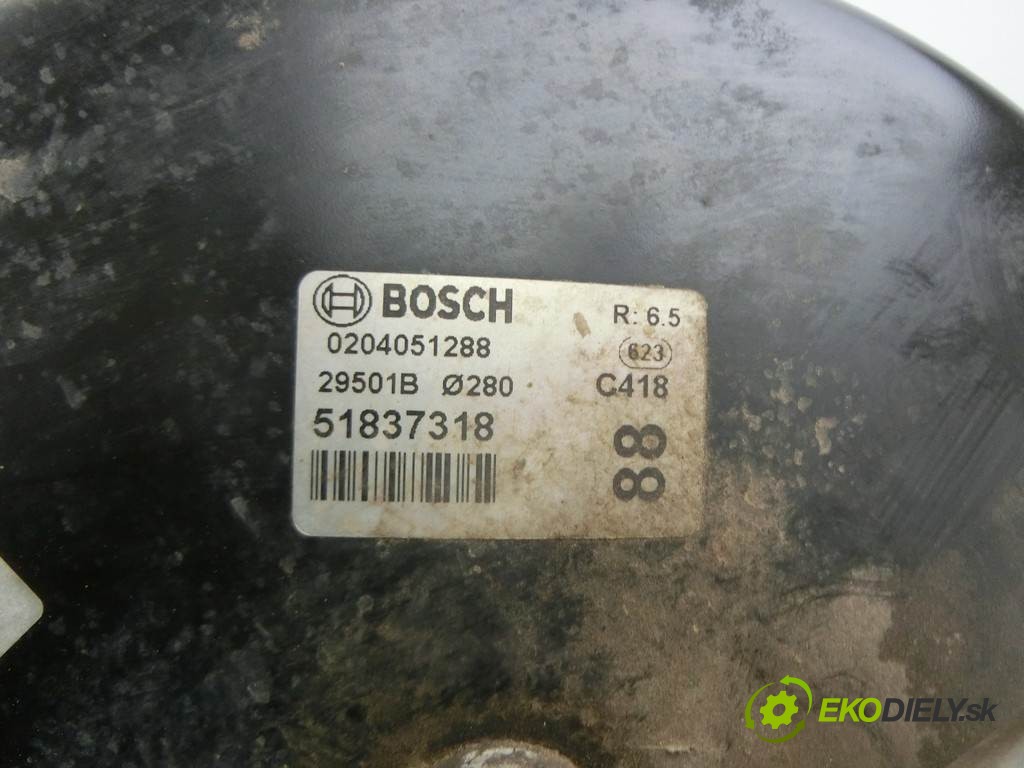 BOSCH
R: 6.5
0204051288
623
29501B Ø280
C418
51837318
88
EKODIELY.sk